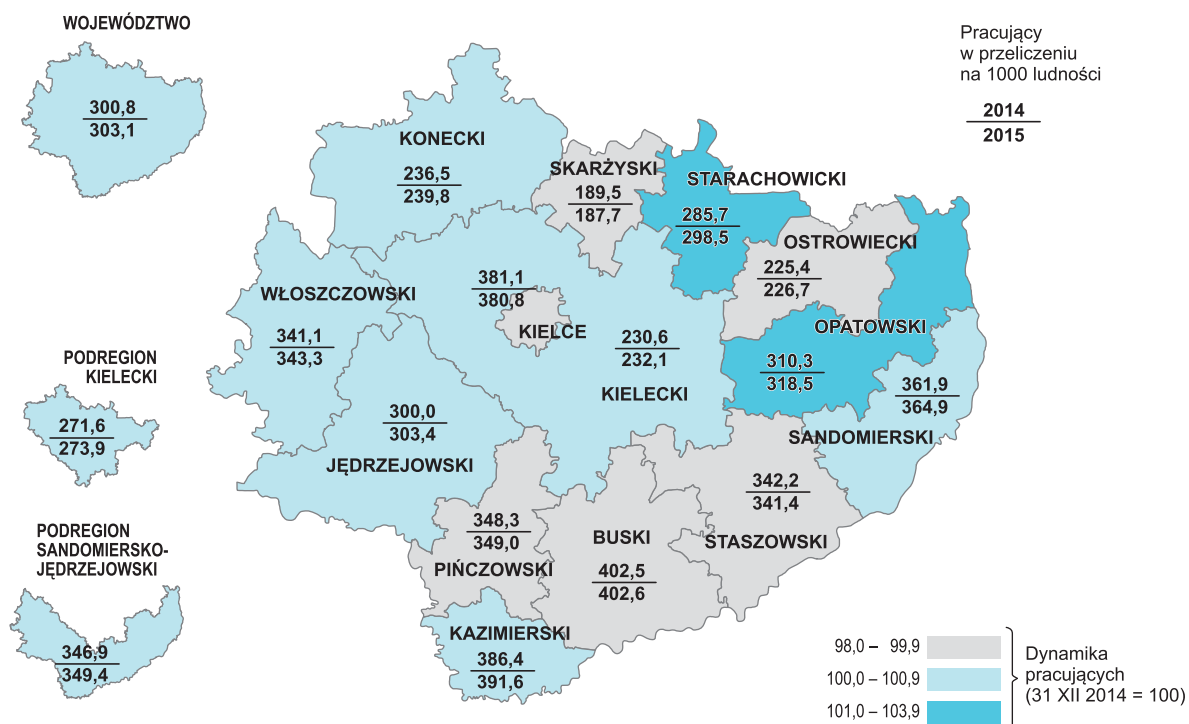 WOJEWÓDZTWO
300,8
303,1
Pracujący
w przeliczeniu
na 1000 ludności
2014
2015
KONECKI
236,5
239,8
SKARŻYSKI
189,5
187,7
STARACHOWICKI
285,7
298,5
OSTROWIECKI
225,4
226,7
WŁOSZCZOWSKI
341,1
343,3
381,1
380,8
KIELCE
230,6
232,1
KIELECKI
OPATOWSKI
310,3
318,5
361,9
364,9
SANDOMIERSKI
PODREGION
KIELECKI
271,6
273,9
300,0
303,4
JĘDRZEJOWSKI
342,2
341,4
STASZOWSKI
348,3
349,0
PIŃCZOWSKI
BUSKI
402,5
402,6
PODREGION
SANDOMIERSKO-
JĘDRZEJOWSKI
346,9
349,4
KAZIMIERSKI
386,4
391,6
98,0 – 99,9
100,0 – 100,9
101,0 – 103,9
Dynamika
pracujących
(31 XII 2014 = 100)